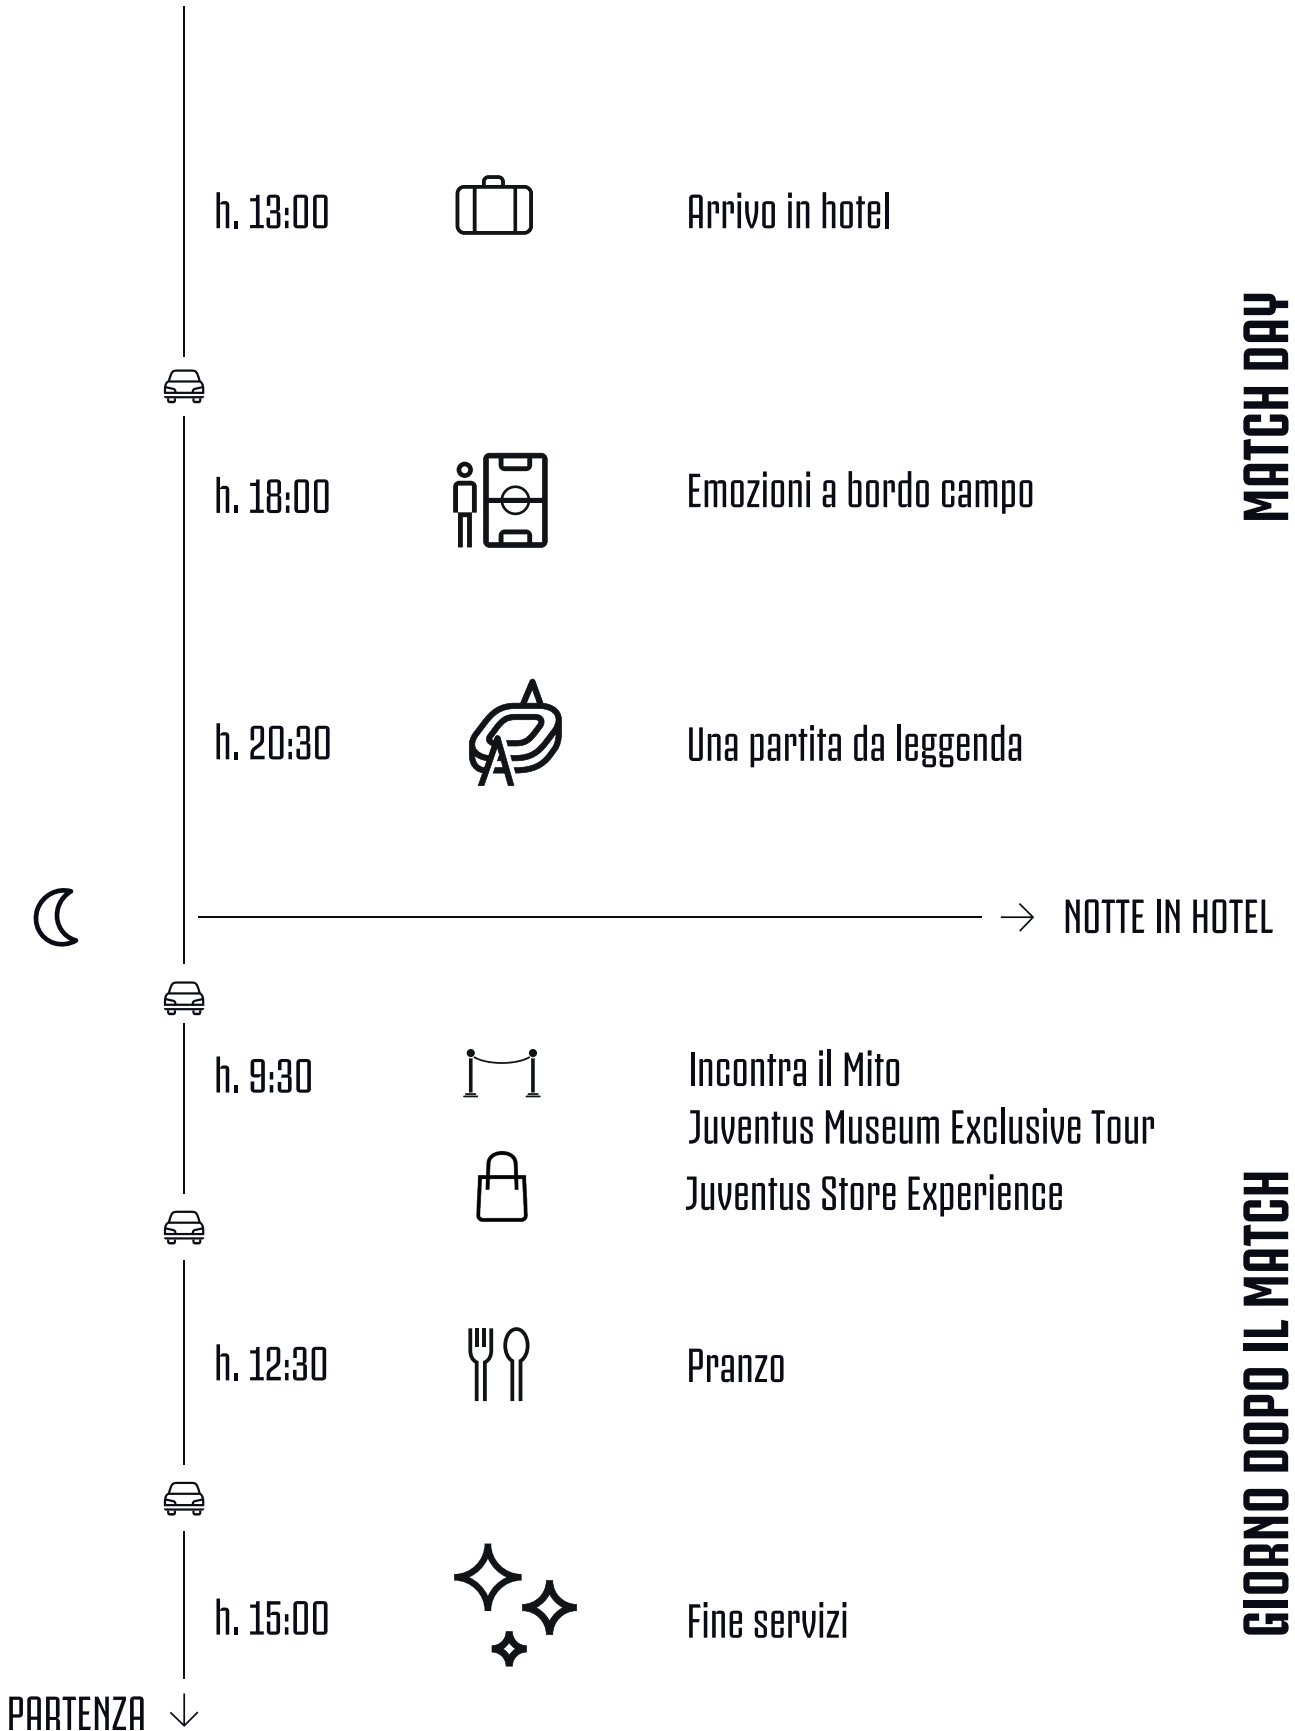 h. 13:00 Arrivo in hotel
MATCH DAY
h. 18:00 Emozioni a bordo campo
h. 20:30 Una partita da leggenda
NOTTE IN HOTEL
h. 9:30 Incontra il Mito
Juventus Museum Exclusive Tour
Juventus Store Experience
GIORNO DOPO IL MATCH
h. 12:30 Pranzo
h. 15:00 Fine servizi
PARTENZA